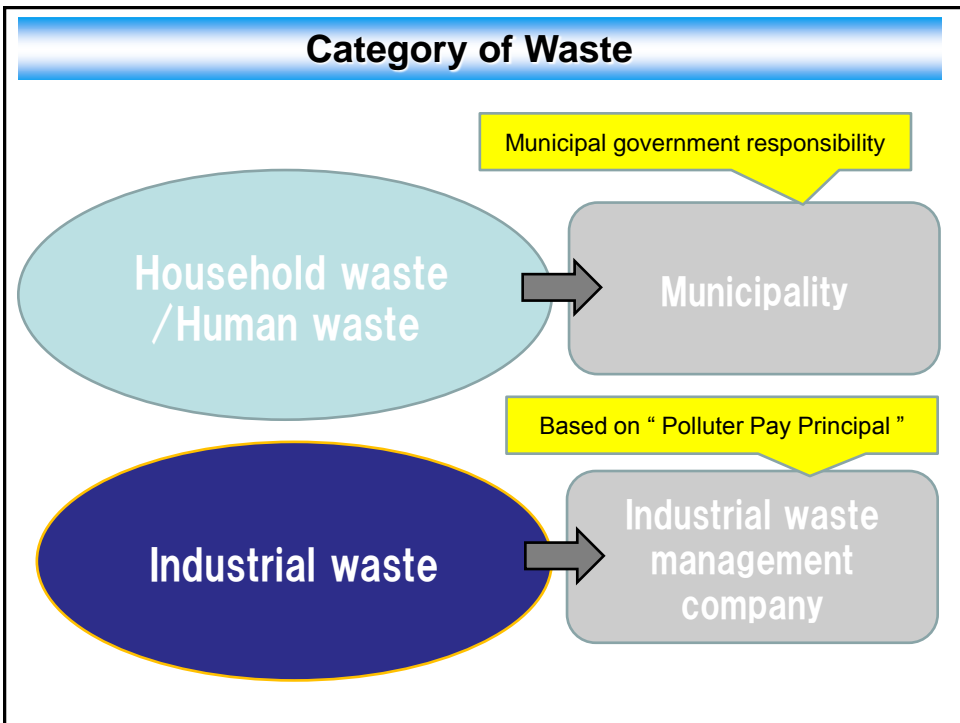 Category of Waste
Municipal government responsibility
Household waste
/Human waste
Municipality
Based on “ Polluter Pay Principal ”
Industrial waste
Industrial waste
management
company